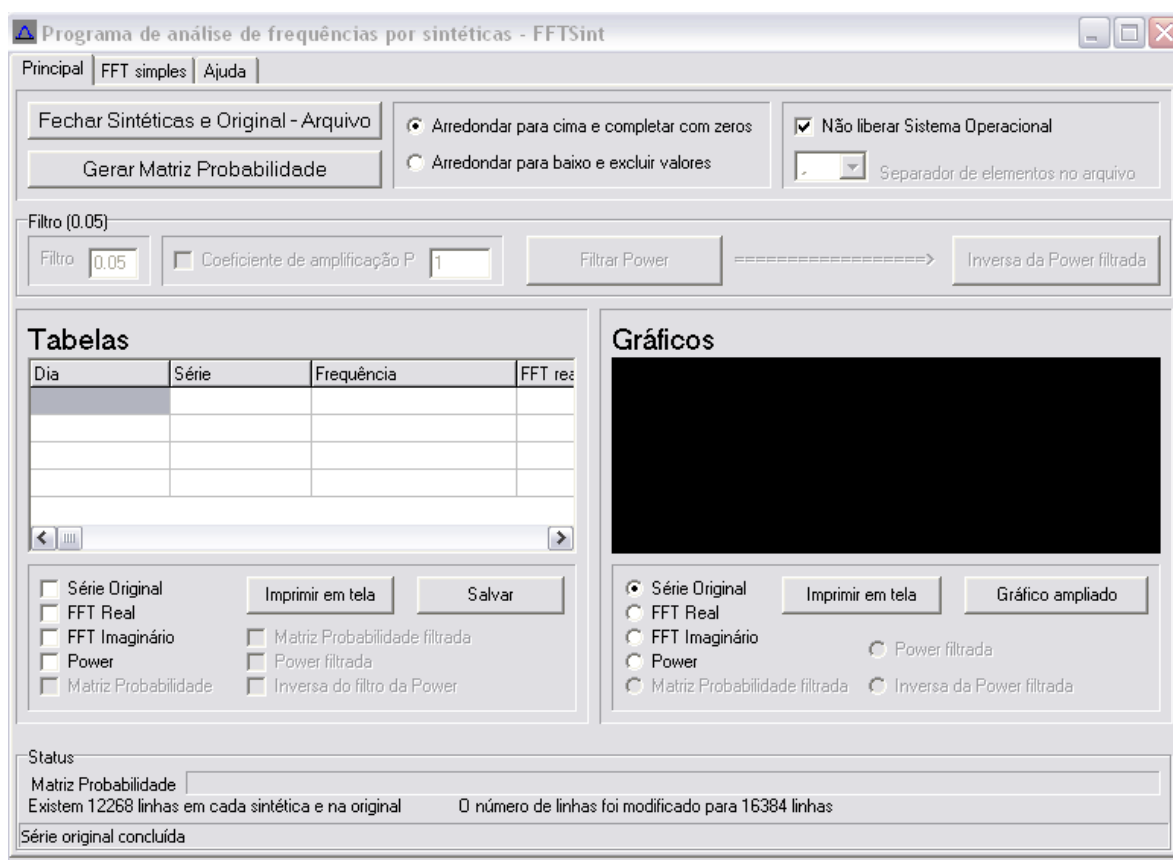 Programa de análise de frequências por sintéticas - FFTSint
Principal FFT simples Ajuda
Fechar Sintéticas e Original - Arquivo
Gerar Matriz Probabilidade
Arredondar para cima e completar com zeros
Arredondar para baixo e excluir valores
Não liberar Sistema Operacional
, Separador de elementos no arquivo
Filtro (0.05)
Filtro 0.05 Coeficiente de amplificação P 1 Filtrar Power ===================> Inversa da Power filtrada
Tabelas
Dia Série Frequência FFT rea
Série Original
FFT Real
FFT Imaginário
Power
Matriz Probabilidade
Imprimir em tela Salvar
Matriz Probabilidade filtrada
Power filtrada
Inversa do filtro da Power
Gráficos
Série Original
FFT Real
FFT Imaginário
Power
Matriz Probabilidade filtrada
Imprimir em tela Gráfico ampliado
Power filtrada
Inversa da Power filtrada
Status
Matriz Probabilidade
Existem 12268 linhas em cada sintética e na original O número de linhas foi modificado para 16384 linhas
Série original concluída